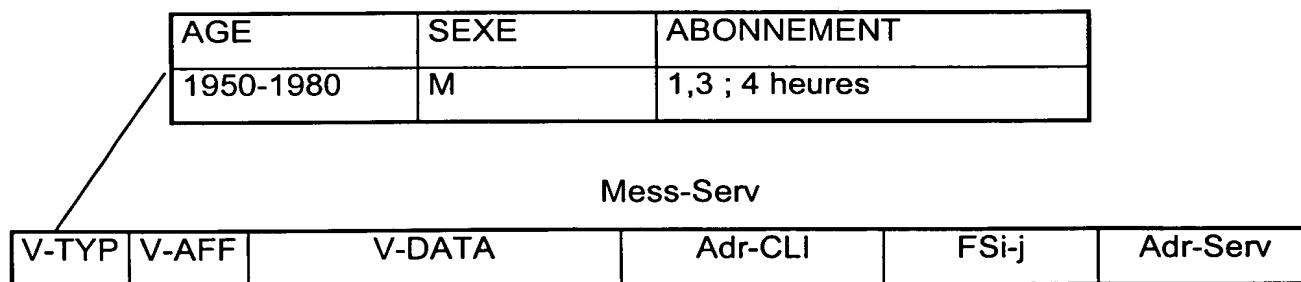 AGE SEXE ABONNEMENT
1950-1980 M 1,3 ; 4 heures
Mess-Serv
V-TYP V-AFF V-DATA Adr-CLI FSi-j Adr-Serv